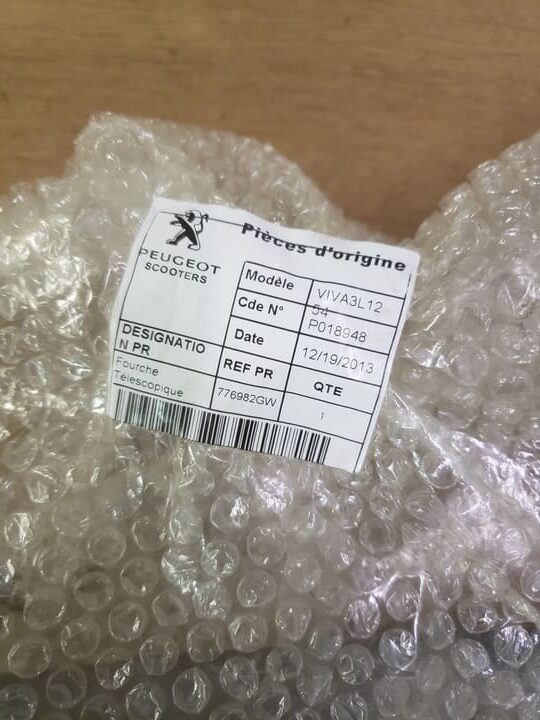 Pièces d'origine
PEUGEOT
SCOOTERS
Modèle
VIVA3L12
54
Cde N°
P018948
Date
12/19/2013
DESIGNATIO
N PR
REF PR
QTE
Fourche
Télescopique
776982GW
1